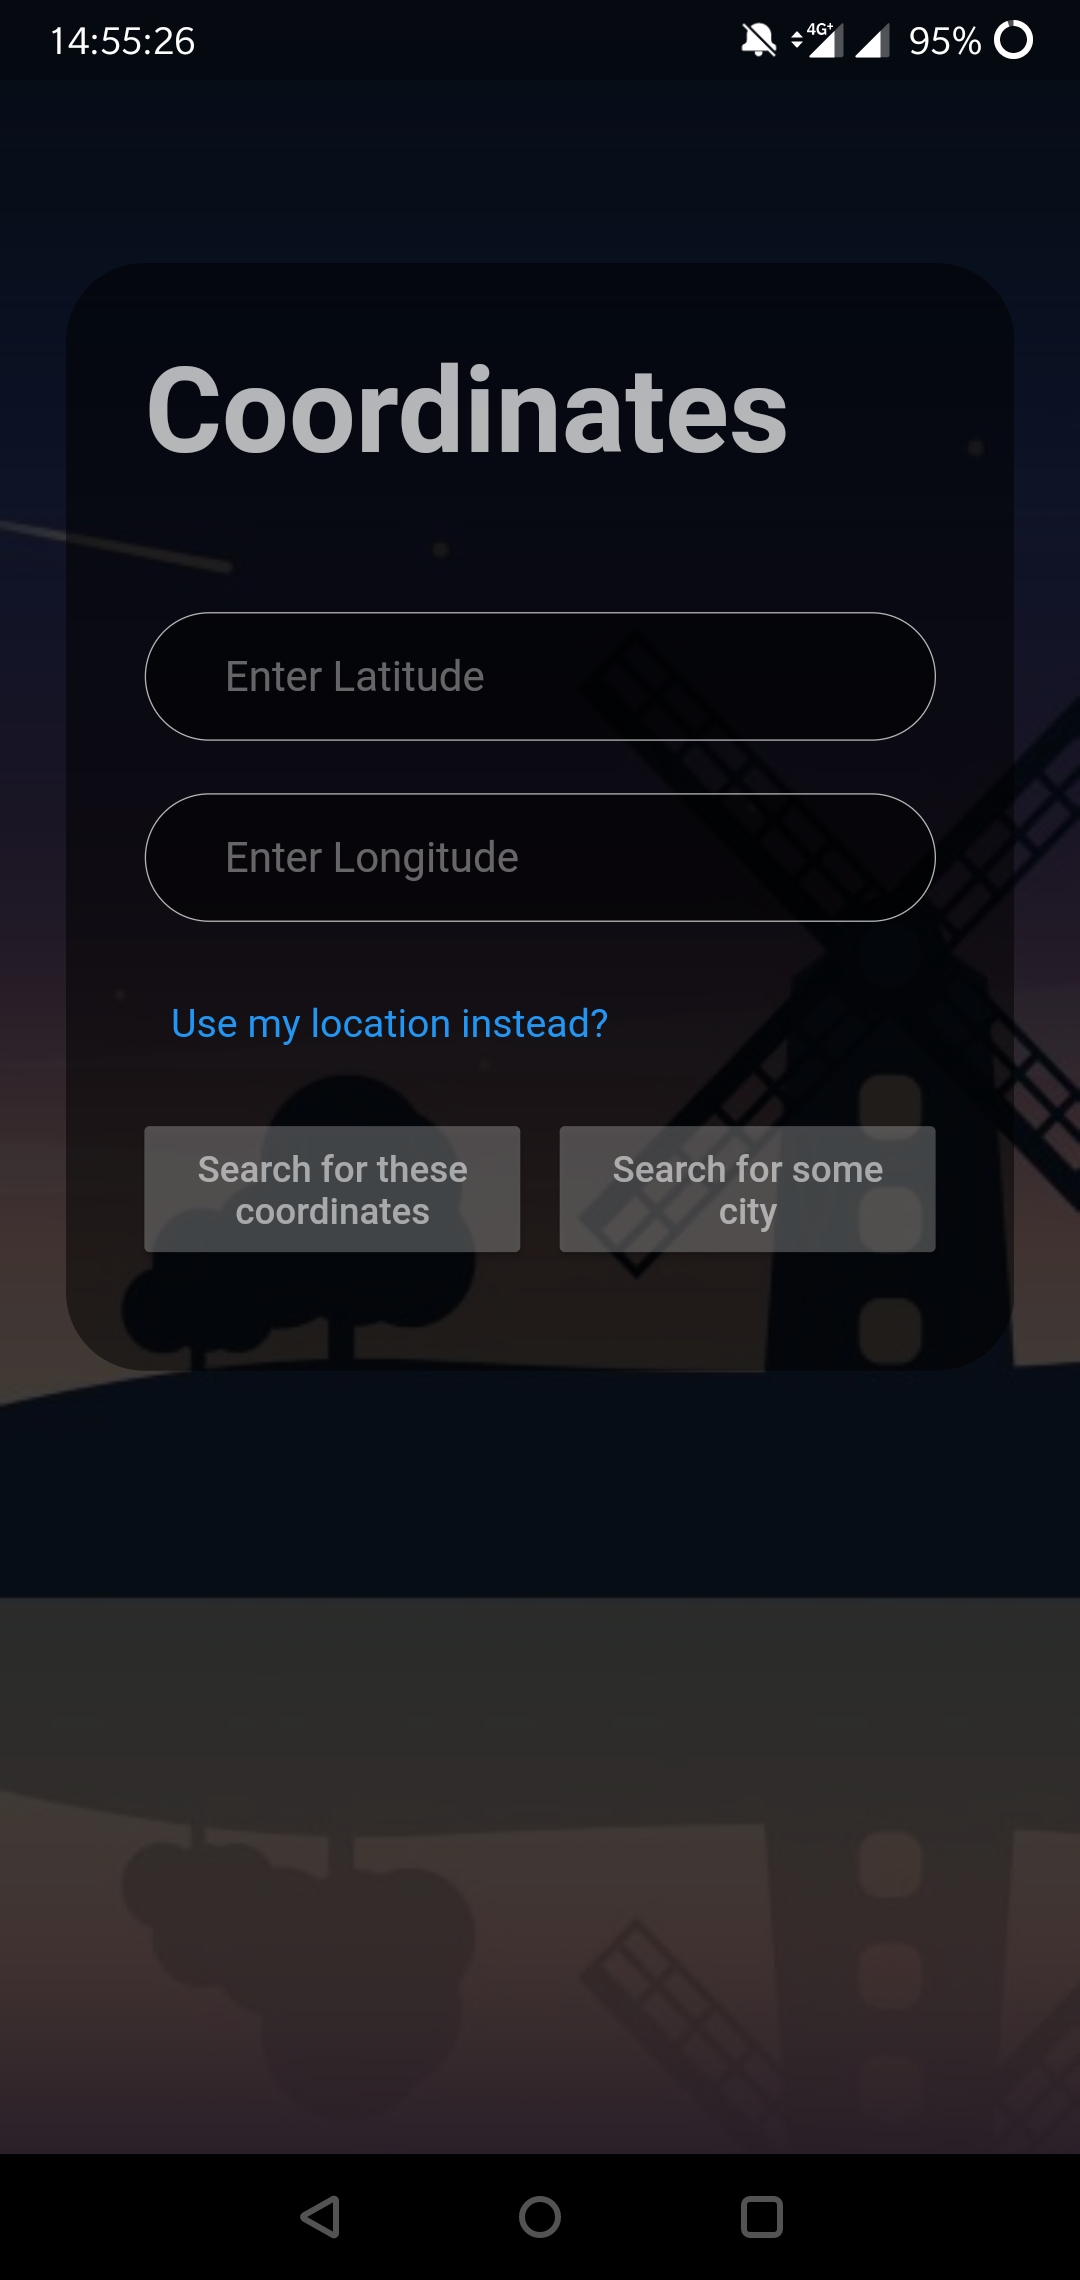 14:55:26
4G+
95%
Coordinates
Enter Latitude
Enter Longitude
Use my location instead?
Search for these
coordinates
Search for some
city